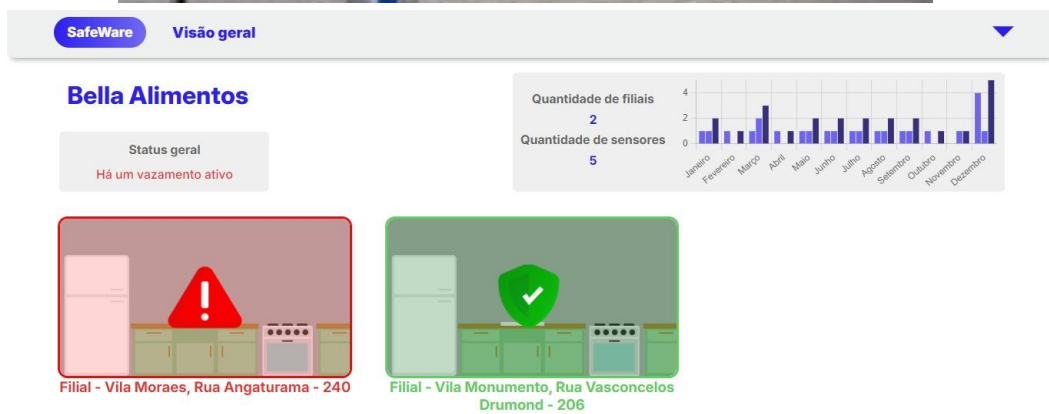 SafeWare
Visão geral
Bella Alimentos
Status geral
Há um vazamento ativo
Quantidade de filiais
2
Quantidade de sensores
5
4
2
0
Janeiro
Fevereiro
Março
Abril
Maio
Junho
Julho
Agosto
Setembro
Outubro
Novembro
Dezembro
Filial - Vila Moraes, Rua Angaturama - 240
Filial - Vila Monumento, Rua Vasconcelos
Drumond - 206